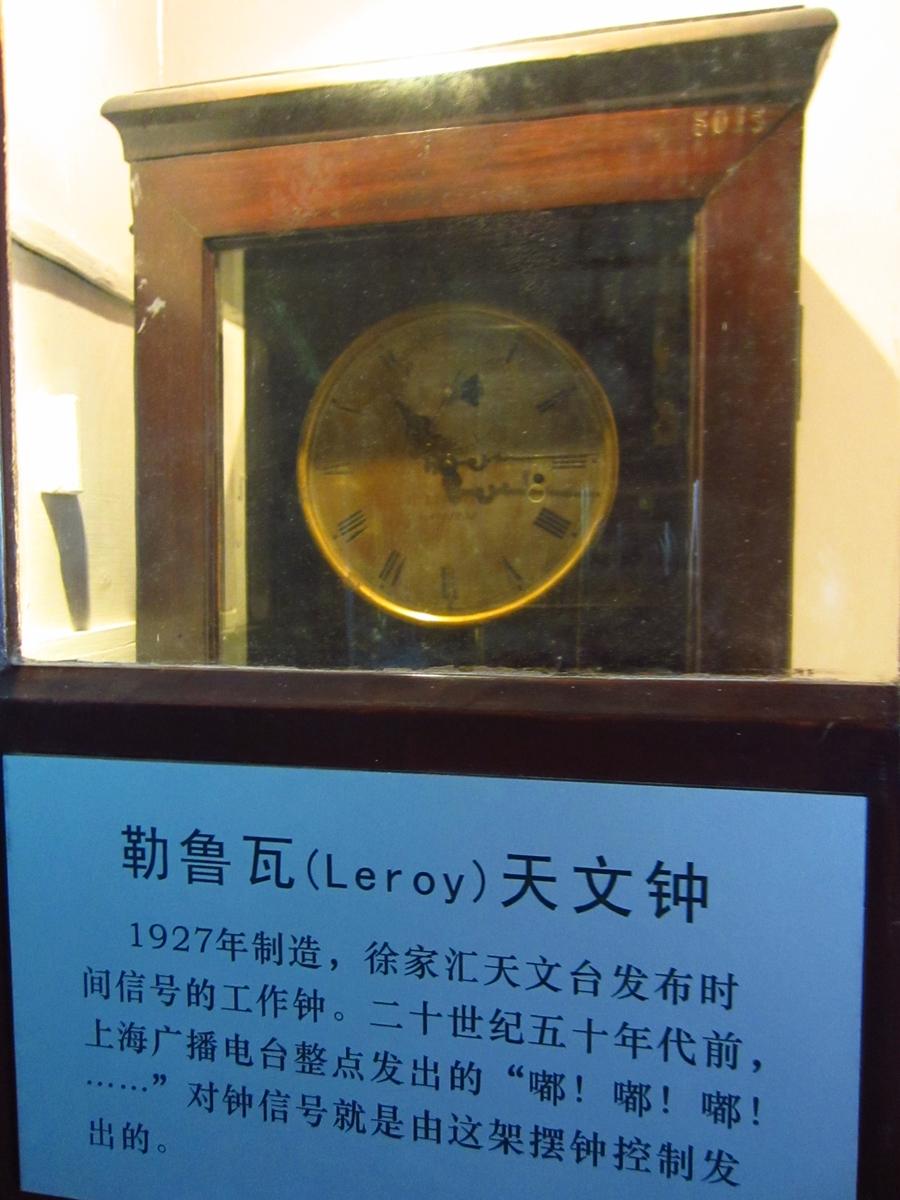 5015
勒鲁瓦(Leroy)天文钟
1927年制造，徐家汇天文台发布时
间信号的工作钟。二十世纪五十年代前，
上海广播电台整点发出的“嘟！嘟！嘟！
……”对钟信号就是由这架摆钟控制发
出的。